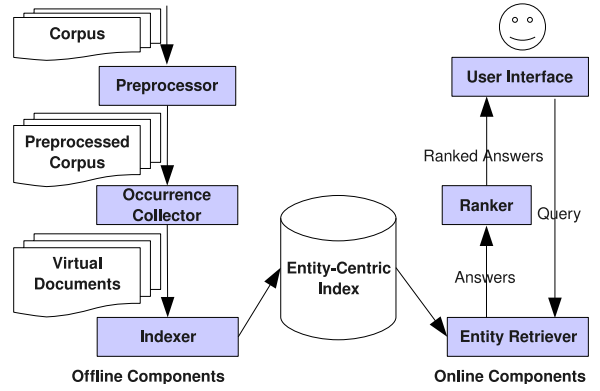 Corpus
Preprocessor
Preprocessed
Corpus
Occurrence
Collector
Virtual
Documents
Indexer
Offline Components
Entity-Centric
Index
User Interface
Ranked Answers
Ranker
Query
Answers
Entity Retriever
Online Components